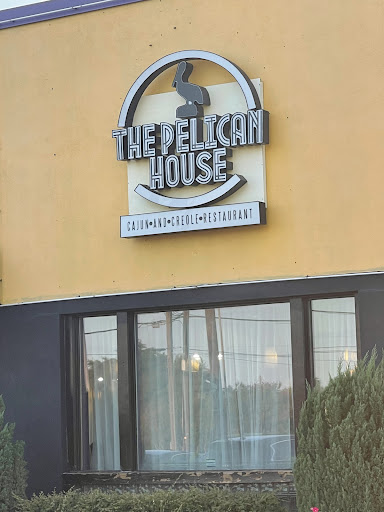 THE PELICAN
HOUSE
CAJUN•AND•CREOLE•RESTAURANT